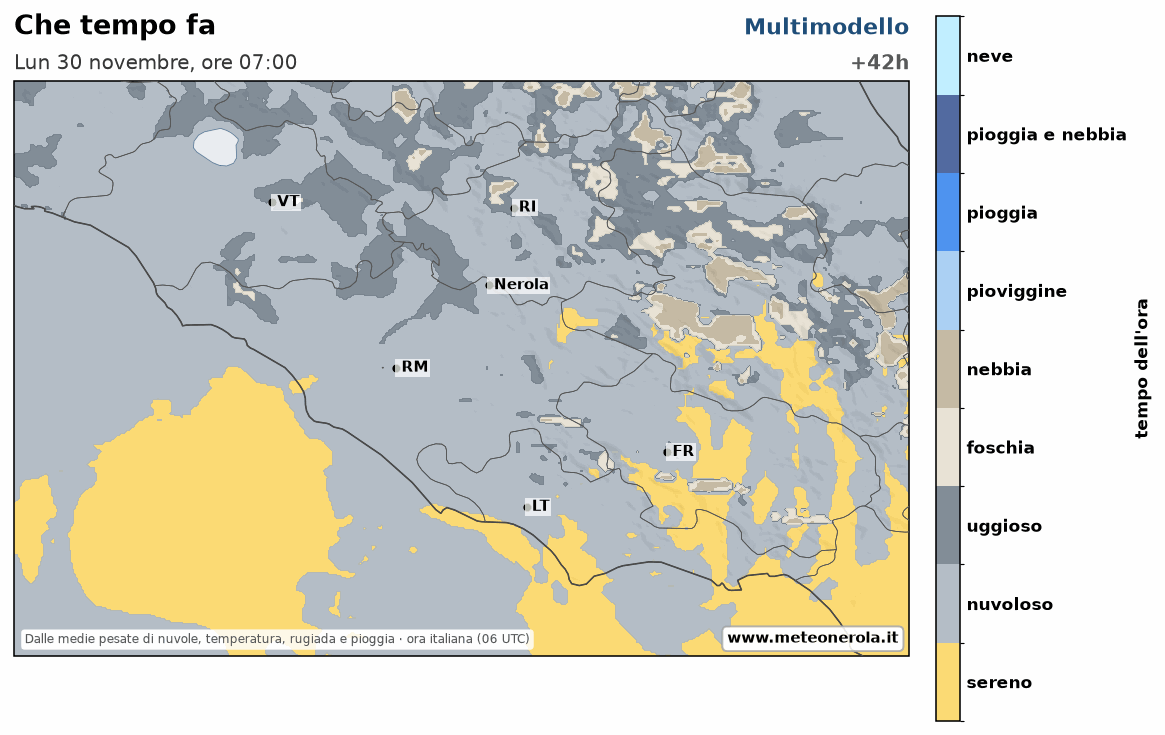 Che tempo fa
Multimodello
Lun 30 novembre, ore 07:00
+42h
neve
pioggia e nebbia
pioggia
pioviggine
nebbia
foschia
uggioso
nuvoloso
sereno
tempo dell'ora
VT
RI
Nerola
RM
FR
LT
Dalle medie pesate di nuvole, temperatura, rugiada e pioggia · ora italiana (06 UTC)
www.meteonerola.it